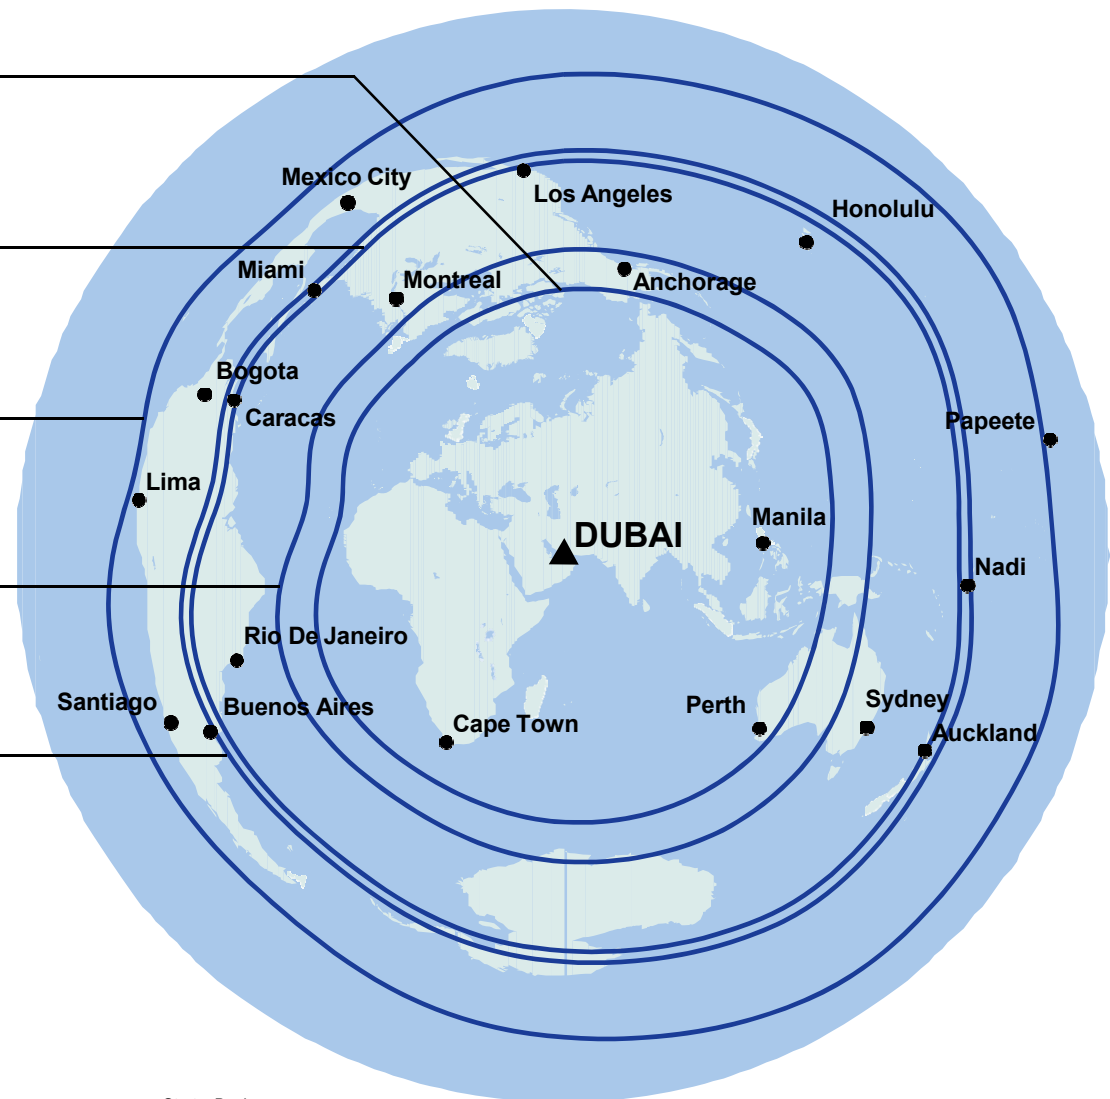 Mexico City
Los Angeles
Honolulu
Miami
Montreal
Anchorage
Bogota
Caracas
Papeete
Lima
Manila
DUBAI
Nadi
Rio De Janeiro
Santiago
Buenos Aires
Cape Town
Perth
Sydney
Auckland